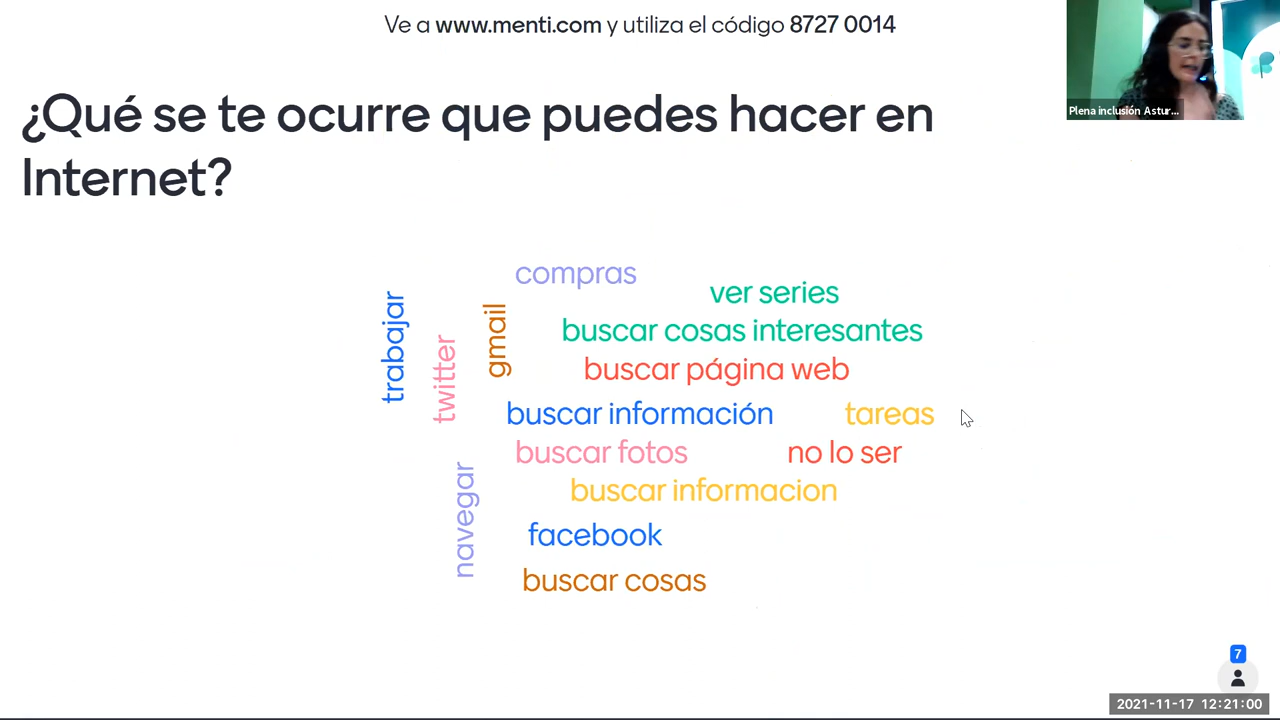 Ve a www.menti.com y utiliza el código 8727 0014
Plena inclusión Astur...
¿Qué se te ocurre que puedes hacer en
Internet?
compras
ver series
trabajar
twitter
gmail
buscar cosas interesantes
buscar página web
buscar información
tareas
buscar fotos
no lo ser
navegar
buscar informacion
facebook
buscar cosas
7
2021-11-17 12:21:00